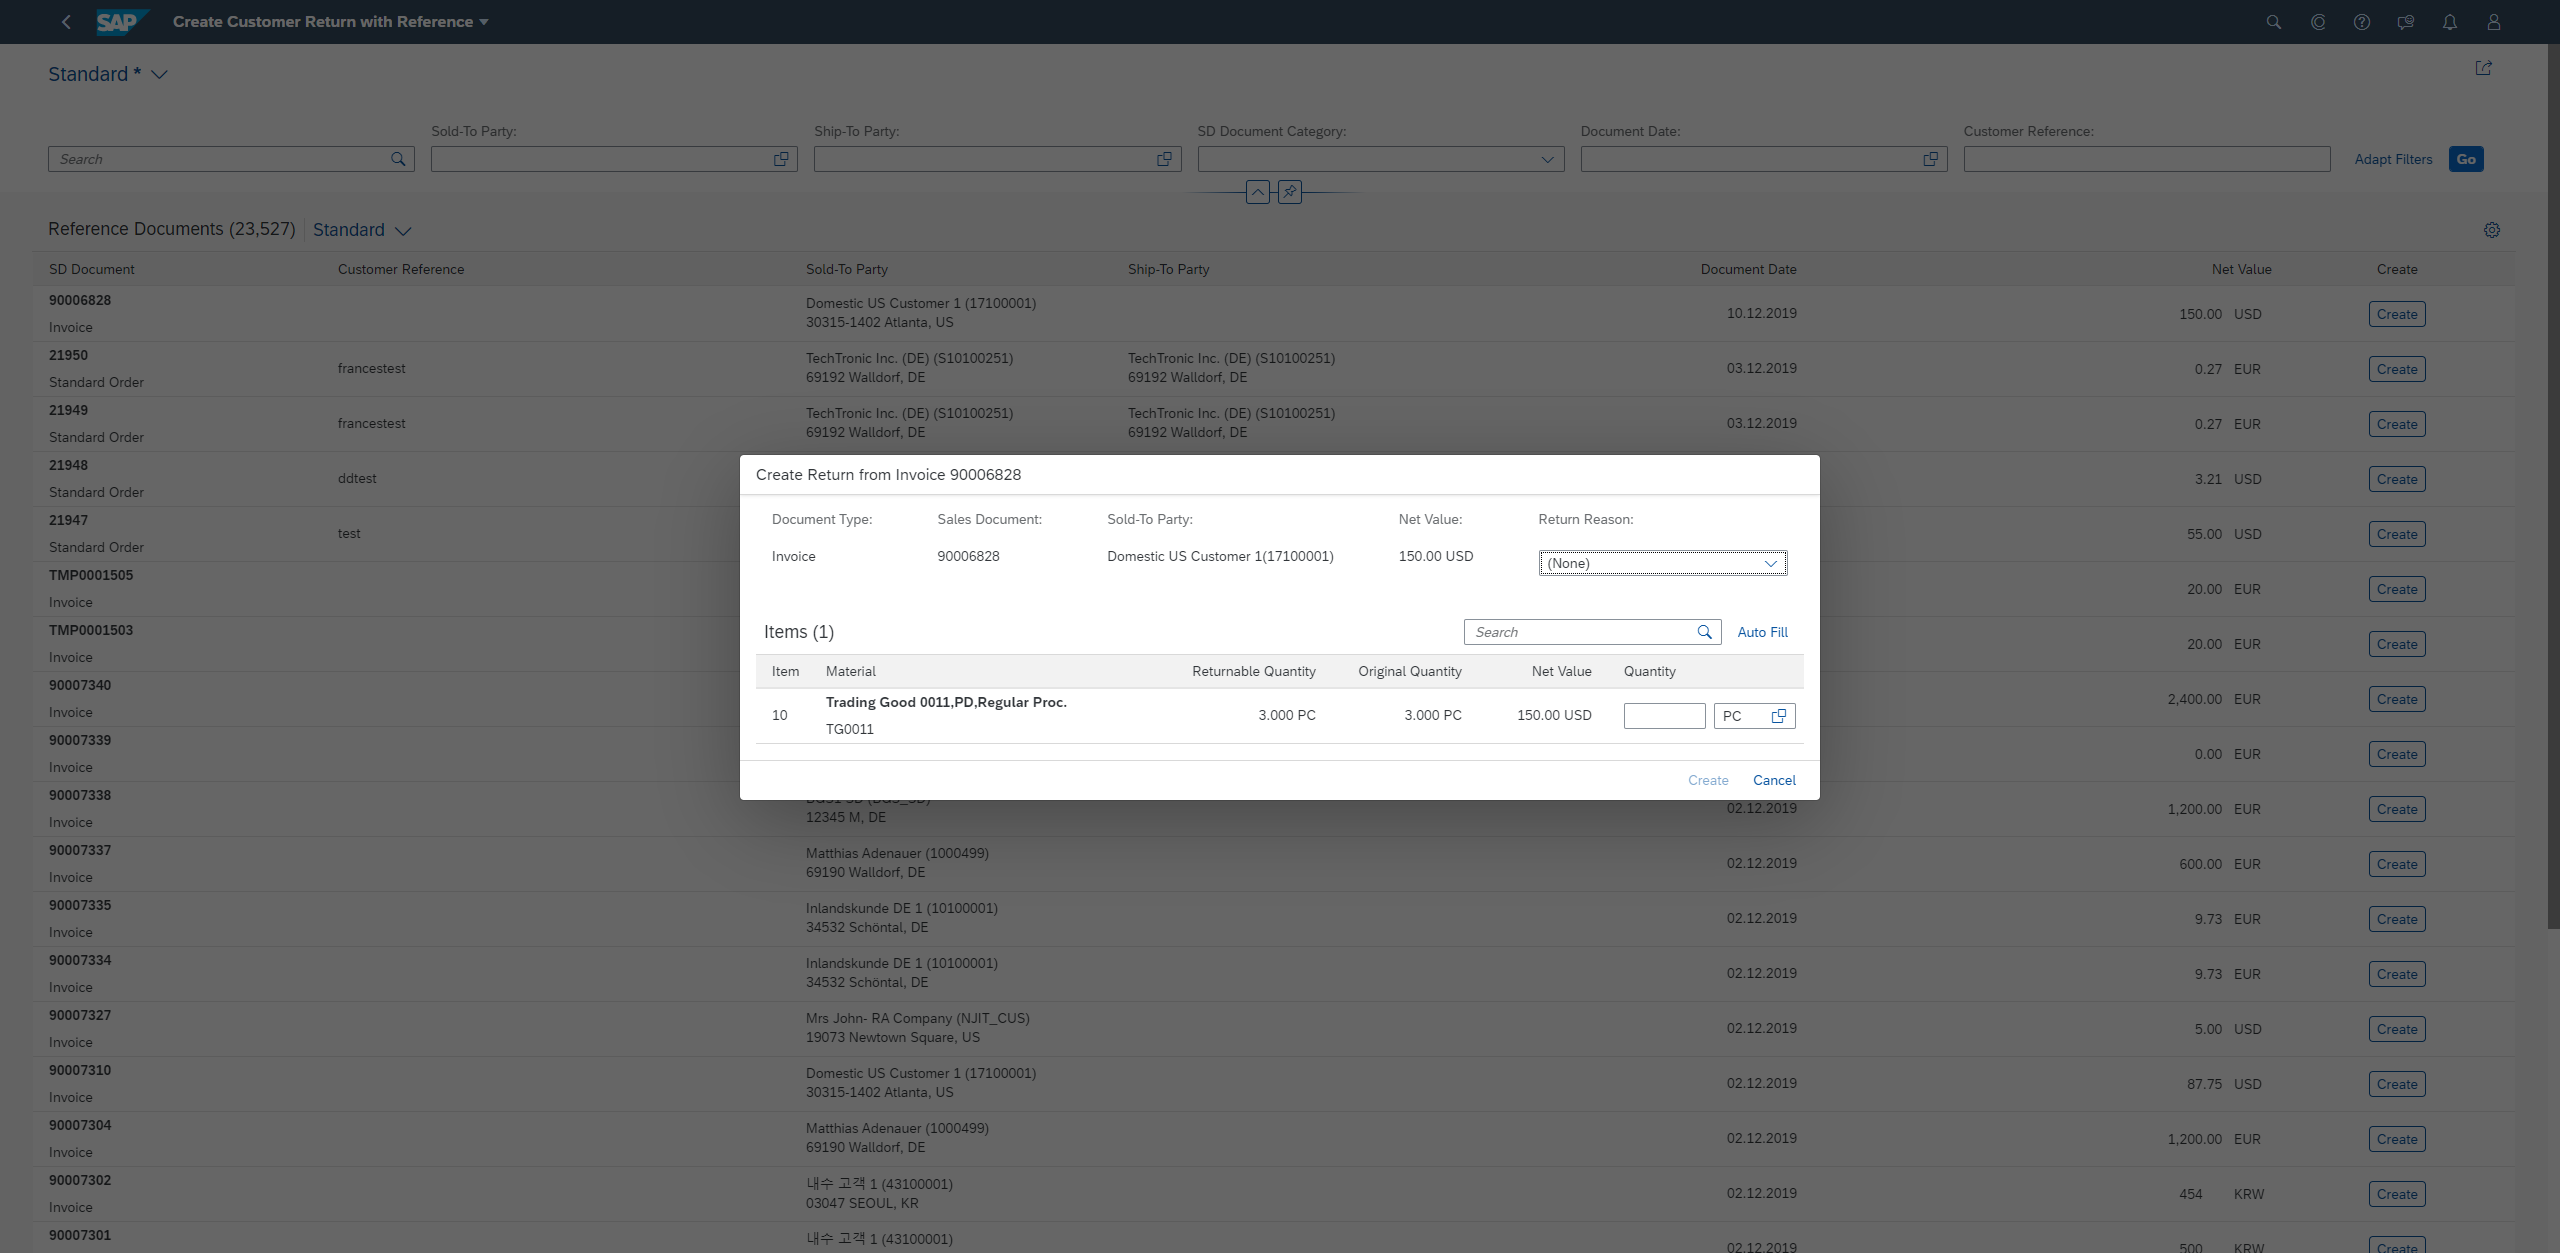 SAP Create Customer Return with Reference
Standard *
Sold-To Party: Ship-To Party: SD Document Category: Document Date: Customer Reference:
Search Adapt Filters Go
Reference Documents (23,527) Standard
SD Document Customer Reference Sold-To Party Ship-To Party Document Date Net Value Create
90006828
Invoice
Domestic US Customer 1 (17100001)
30315-1402 Atlanta, US
10.12.2019 150.00 USD Create
21950
Standard Order
francestest
TechTronic Inc. (DE) (S10100251)
69192 Walldorf, DE
TechTronic Inc. (DE) (S10100251)
69192 Walldorf, DE
03.12.2019 0.27 EUR Create
21949
Standard Order
francestest
TechTronic Inc. (DE) (S10100251)
69192 Walldorf, DE
TechTronic Inc. (DE) (S10100251)
69192 Walldorf, DE
03.12.2019 0.27 EUR Create
21948
Standard Order
ddtest
3.21 USD Create
21947
Standard Order
test
55.00 USD Create
TMP0001505
Invoice
20.00 EUR Create
TMP0001503
Invoice
20.00 EUR Create
90007340
Invoice
2,400.00 EUR Create
90007339
Invoice
0.00 EUR Create
Create Return from Invoice 90006828
Document Type: Sales Document: Sold-To Party: Net Value: Return Reason:
Invoice 90006828 Domestic US Customer 1(17100001) 150.00 USD (None)
Items (1) Search Auto Fill
Item Material Returnable Quantity Original Quantity Net Value Quantity
10
Trading Good 0011,PD,Regular Proc.
TG0011
3.000 PC 3.000 PC 150.00 USD PC
Create Cancel
90007338
Invoice
12345 M, DE
02.12.2019 1,200.00 EUR Create
90007337
Invoice
Matthias Adenauer (1000499)
69190 Walldorf, DE
02.12.2019 600.00 EUR Create
90007335
Invoice
Inlandskunde DE 1 (10100001)
34532 Schöntal, DE
02.12.2019 9.73 EUR Create
90007334
Invoice
Inlandskunde DE 1 (10100001)
34532 Schöntal, DE
02.12.2019 9.73 EUR Create
90007327
Invoice
Mrs John- RA Company (NJIT_CUS)
19073 Newtown Square, US
02.12.2019 5.00 USD Create
90007310
Invoice
Domestic US Customer 1 (17100001)
30315-1402 Atlanta, US
02.12.2019 87.75 USD Create
90007304
Invoice
Matthias Adenauer (1000499)
69190 Walldorf, DE
02.12.2019 1,200.00 EUR Create
90007302
Invoice
내수 고객 1 (43100001)
03047 SEOUL, KR
02.12.2019 454 KRW Create
90007301
내수 고객 1 (43100001)
02.12.2019 500 KRW Create